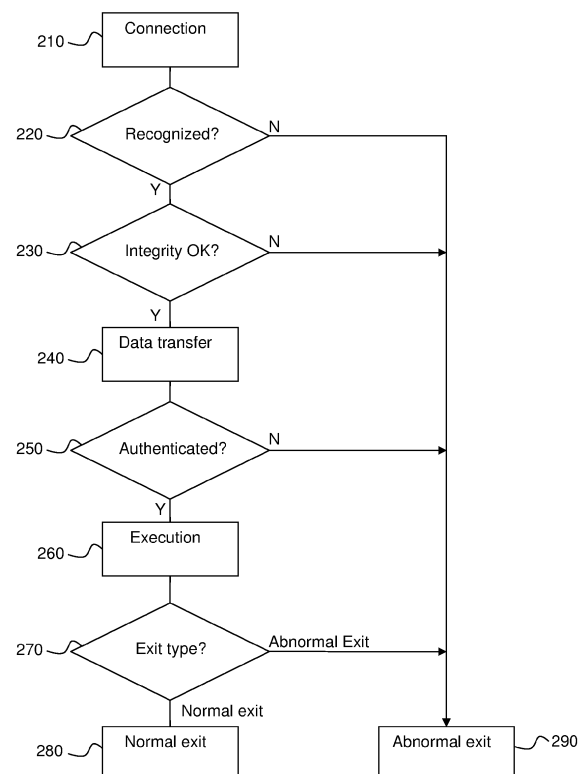 Connection
210
Recognized?
N
220
Y
Integrity OK?
N
230
Y
Data transfer
240
Authenticated?
N
250
Y
Execution
260
Exit type?
Abnormal Exit
270
Normal exit
Normal exit
280
Abnormal exit
290